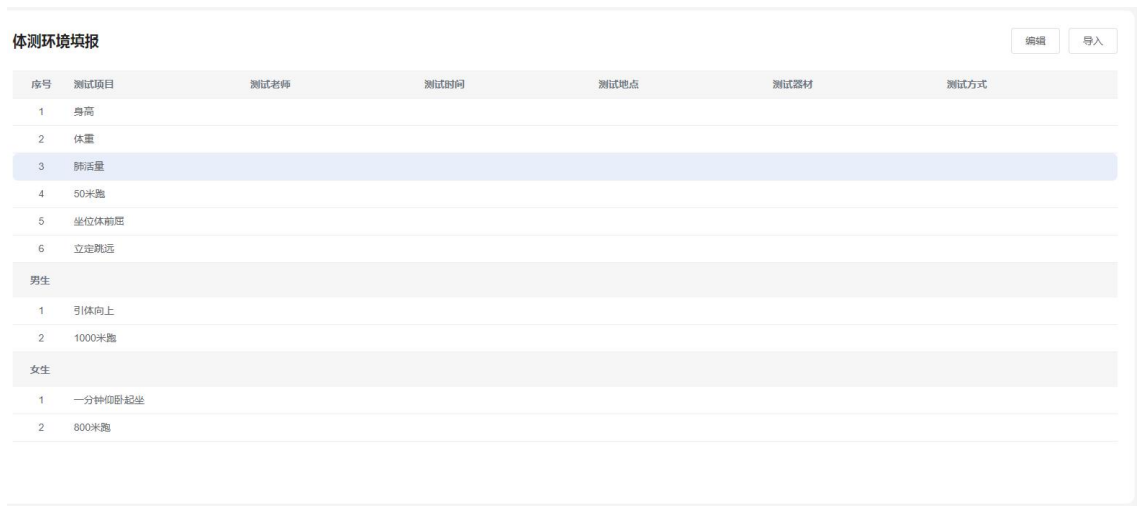 体测环境填报 编辑 导入
序号 测试项目 测试老师 测试时间 测试地点 测试器材 测试方式
1 身高
2 体重
3 肺活量
4 50米跑
5 坐位体前屈
6 立定跳远
男生
1 引体向上
2 1000米跑
女生
1 一分钟仰卧起坐
2 800米跑